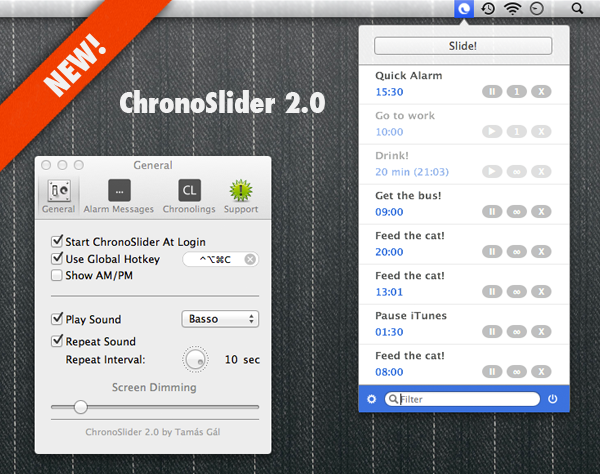 NEW!
ChronoSlider 2.0
General
General
Alarm Messages
CL
Chronolings
Support
Start ChronoSlider At Login
Use Global Hotkey
^⌥⌘C
Show AM/PM
Play Sound
Basso
Repeat Sound
Repeat Interval:
10 sec
Screen Dimming
ChronoSlider 2.0 by Tamás Gál
Slide!
Quick Alarm
15:30
1
X
Go to work
10:00
1
X
Drink!
20 min (21:03)
∞
X
Get the bus!
09:00
∞
X
Feed the cat!
20:00
∞
X
Feed the cat!
13:01
∞
X
Pause iTunes
01:30
∞
X
Feed the cat!
08:00
∞
X
Filter